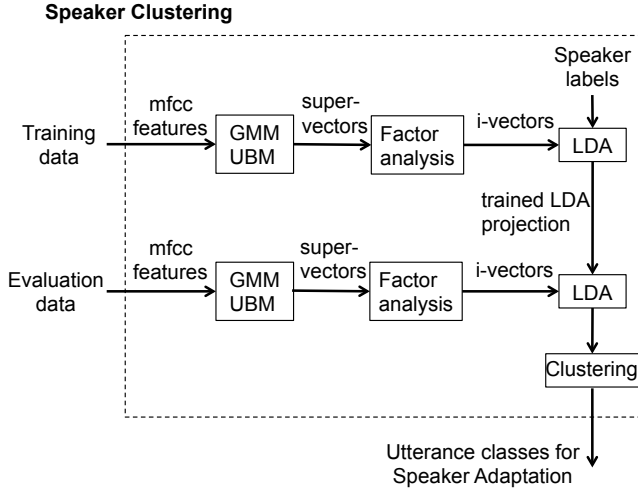 Speaker Clustering
Speaker
labels
mfcc
features
super-
vectors
i-vectors
Training
data
GMM
UBM
Factor
analysis
LDA
trained LDA
projection
mfcc
features
super-
vectors
i-vectors
Evaluation
data
GMM
UBM
Factor
analysis
LDA
Clustering
Utterance classes for
Speaker Adaptation